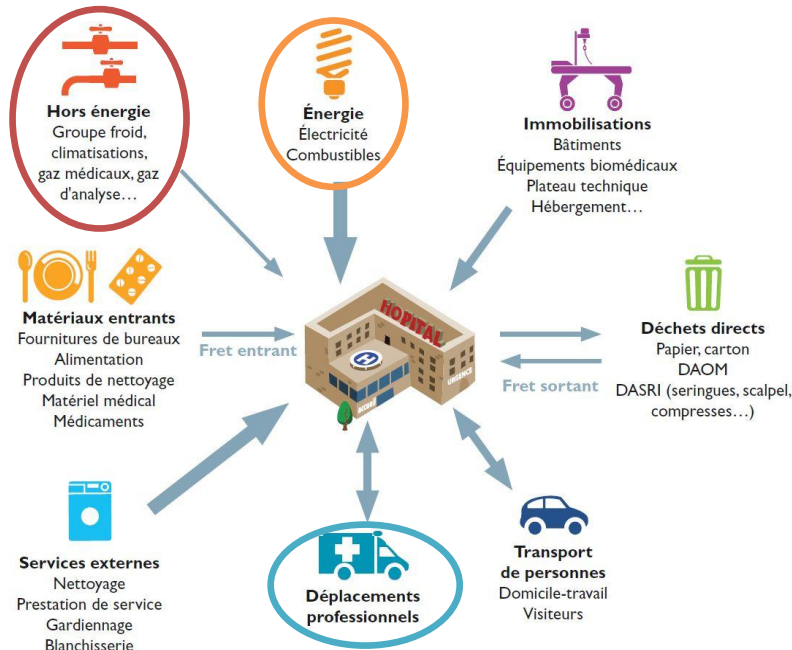 Hors énergie
Groupe froid,
climatisations,
gaz médicaux, gaz
d'analyse…
Énergie
Électricité
Combustibles
Immobilisations
Bâtiments
Équipements biomédicaux
Plateau technique
Hébergement…
Matériaux entrants
Fournitures de bureaux
Alimentation
Produits de nettoyage
Matériel médical
Médicaments
Fret entrant
HOPITAL
H
URGENCE
Déchets directs
Papier, carton
DAOM
DASRI (seringues, scalpel,
compresses…)
Fret sortant
Services externes
Nettoyage
Prestation de service
Gardiennage
Blanchisserie
Déplacements
professionnels
Transport
de personnes
Domicile-travail
Visiteurs